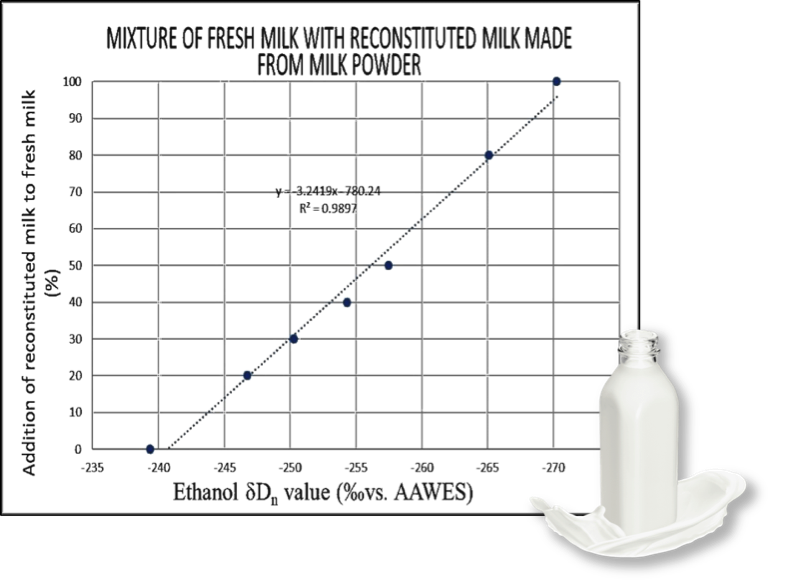 MIXTURE OF FRESH MILK WITH RECONSTITUTED MILK MADE
FROM MILK POWDER
Addition of reconstituted milk to fresh milk
(%)
100
90
80
70
60
50
40
30
20
10
0
y = -3.2419x - 780.24
R² = 0.9897
-235 -240 -245 -250 -255 -260 -265 -270
Ethanol δDn value (‰vs. AAWES)